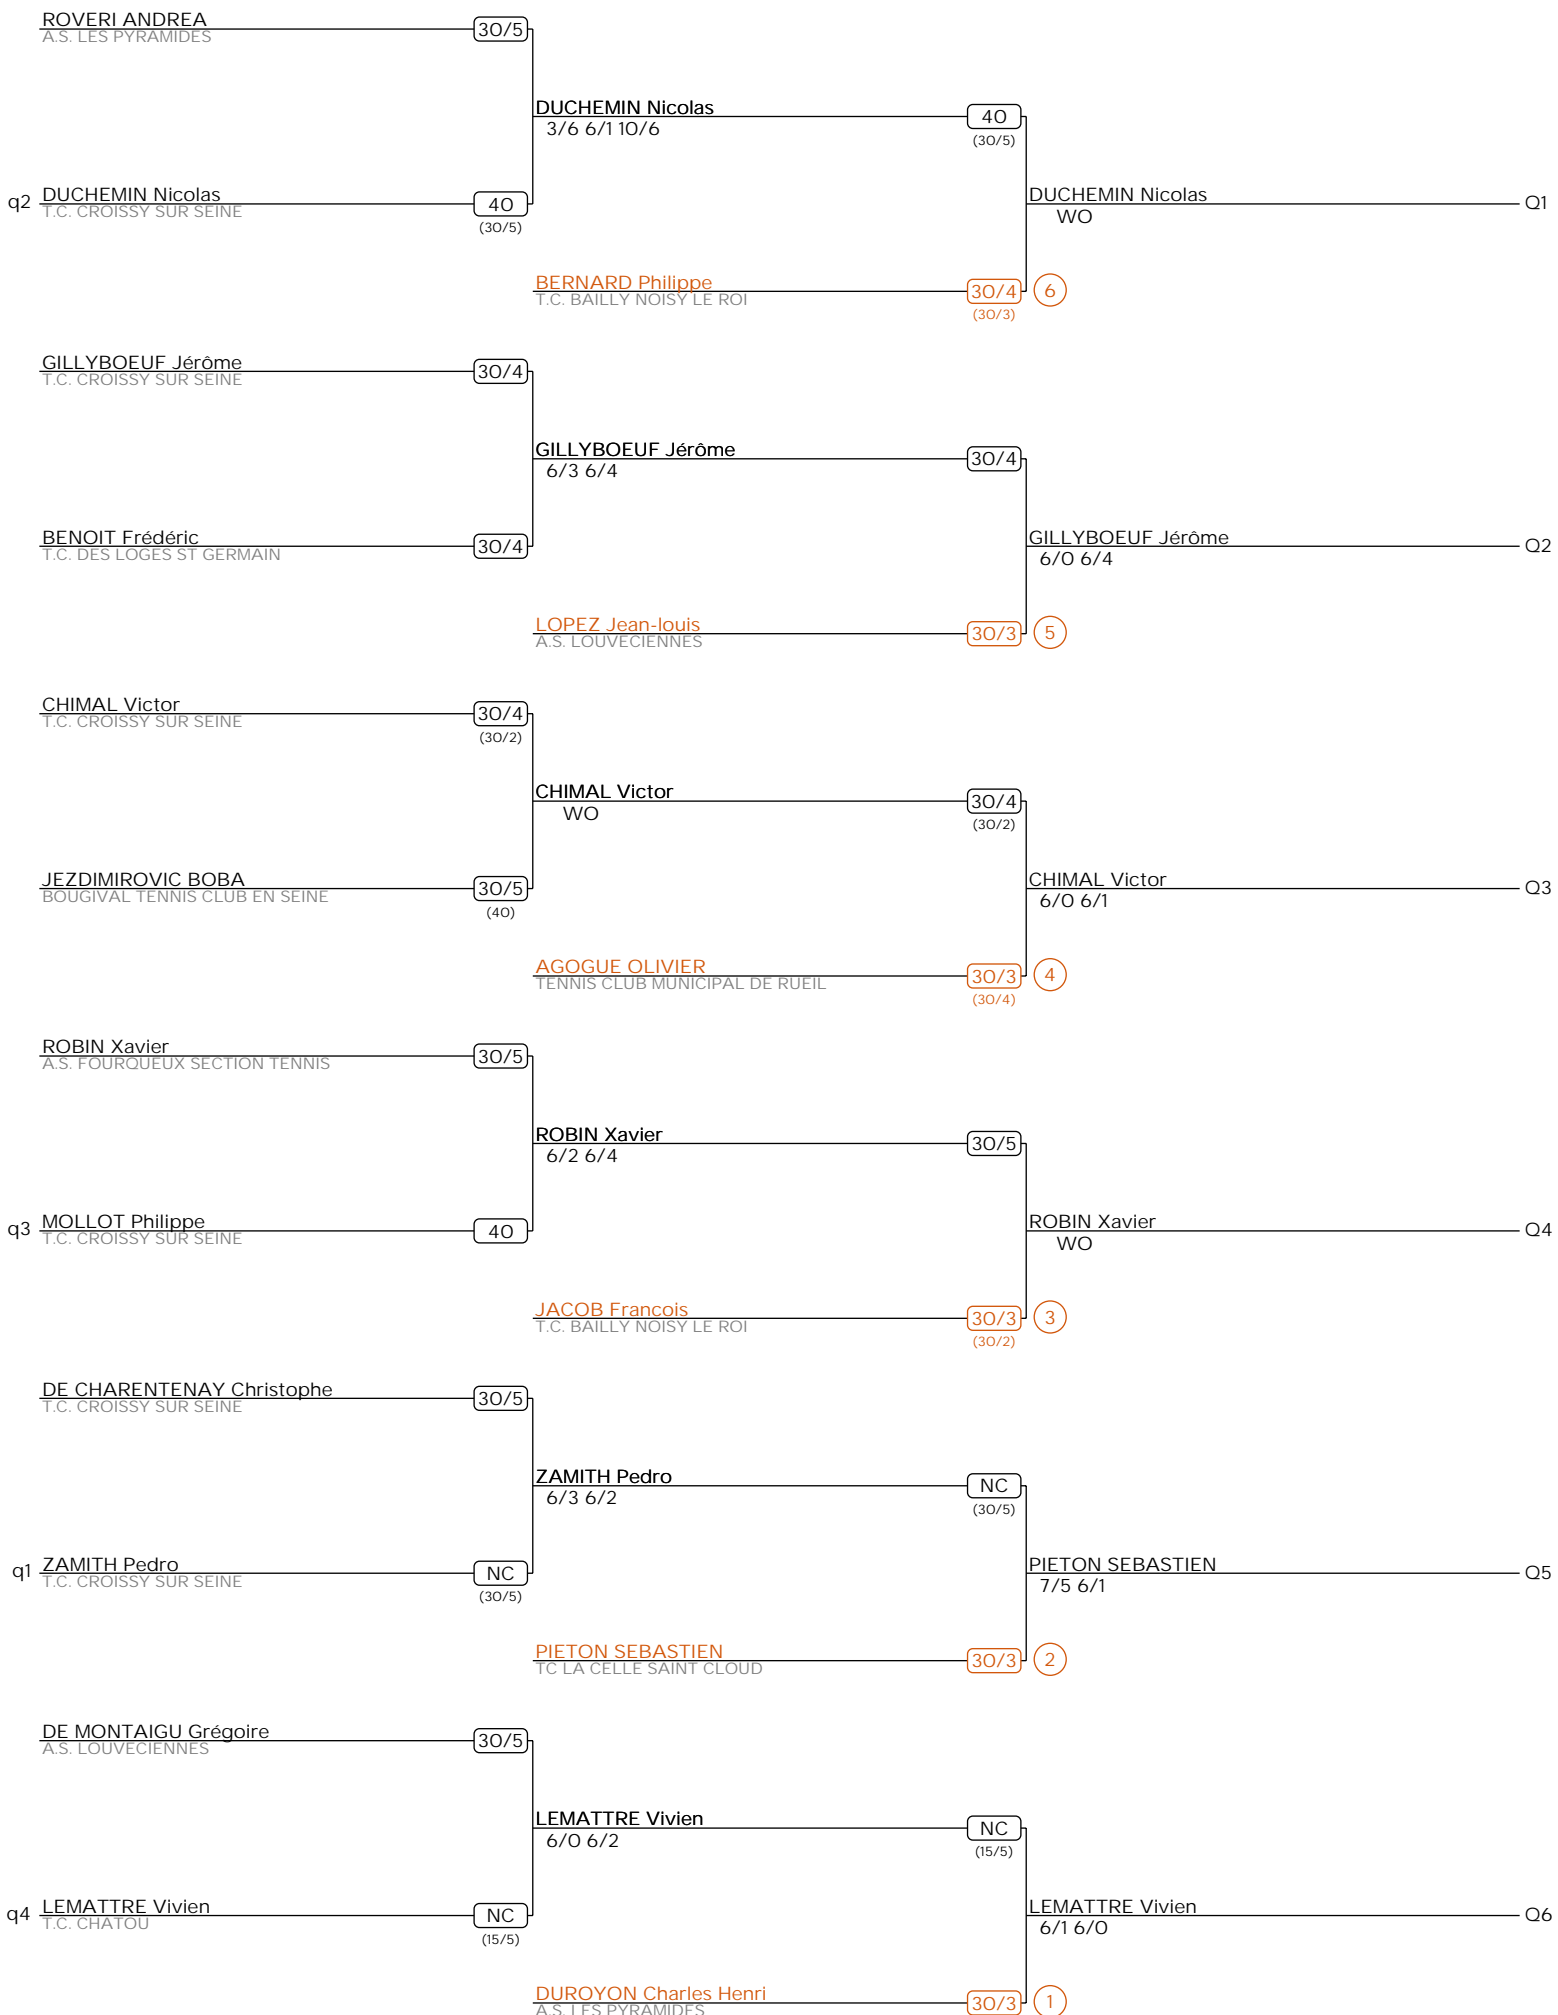 ROVERI ANDREA
A.S. LES PYRAMIDES
30/5
DUCHEMIN Nicolas
3/6 6/1 10/6
40
(30/5)
q2 DUCHEMIN Nicolas
T.C. CROISSY SUR SEINE
40
(30/5)
DUCHEMIN Nicolas
WO
Q1
BERNARD Philippe
T.C. BAILLY NOISY LE ROI
30/4
(30/3)
6
GILLYBOEUF Jérôme
T.C. CROISSY SUR SEINE
30/4
GILLYBOEUF Jérôme
6/3 6/4
30/4
BENOIT Frédéric
T.C. DES LOGES ST GERMAIN
30/4
GILLYBOEUF Jérôme
6/0 6/4
Q2
LOPEZ Jean-louis
A.S. LOUVECIENNES
30/3
5
CHIMAL Victor
T.C. CROISSY SUR SEINE
30/4
(30/2)
CHIMAL Victor
WO
30/4
(30/2)
JEZDIMIROVIC BOBA
BOUGIVAL TENNIS CLUB EN SEINE
30/5
(40)
CHIMAL Victor
6/0 6/1
Q3
AGOGUE OLIVIER
TENNIS CLUB MUNICIPAL DE RUEIL
30/3
(30/4)
4
ROBIN Xavier
A.S. FOURQUEUX SECTION TENNIS
30/5
ROBIN Xavier
6/2 6/4
30/5
q3 MOLLOT Philippe
T.C. CROISSY SUR SEINE
40
ROBIN Xavier
WO
Q4
JACOB Francois
T.C. BAILLY NOISY LE ROI
30/3
(30/2)
3
DE CHARENTENAY Christophe
T.C. CROISSY SUR SEINE
30/5
ZAMITH Pedro
6/3 6/2
NC
(30/5)
q1 ZAMITH Pedro
T.C. CROISSY SUR SEINE
NC
(30/5)
PIETON SEBASTIEN
7/5 6/1
Q5
PIETON SEBASTIEN
TC LA CELLE SAINT CLOUD
30/3
2
DE MONTAIGU Grégoire
A.S. LOUVECIENNES
30/5
LEMATTRE Vivien
6/0 6/2
NC
(15/5)
q4 LEMATTRE Vivien
T.C. CHATOU
NC
(15/5)
LEMATTRE Vivien
6/1 6/0
Q6
DUROYON Charles Henri
A.S. LES PYRAMIDES
30/3
1